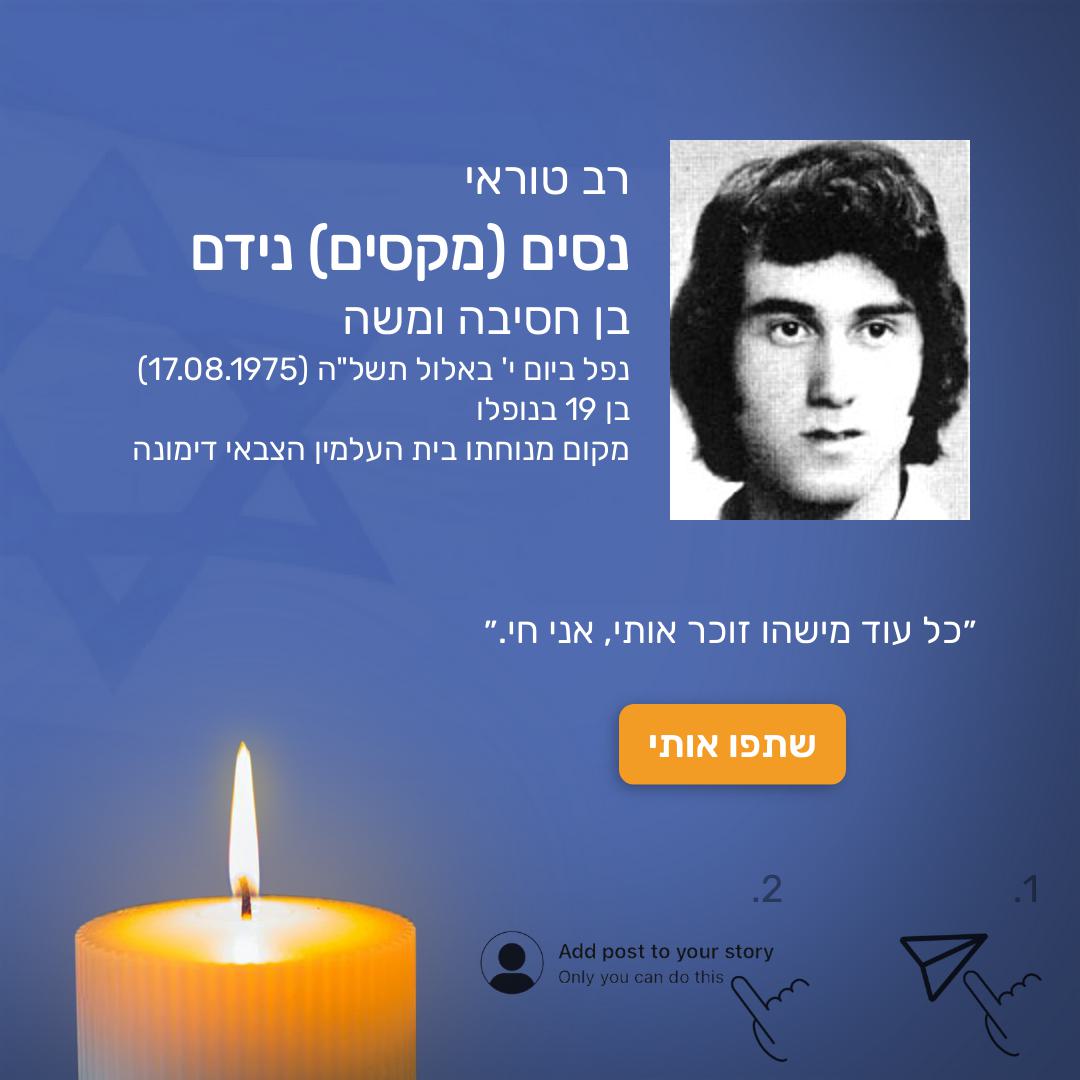 רב טוראי
נסים (מקסים) נידם
בן חסיבה ומשה
נפל ביום י' באלול תשל"ה (17.08.1975)
בן 19 בנופלו
מקום מנוחתו בית העלמין הצבאי דימונה
״כל עוד מישהו זוכר אותי, אני חי.״
שתפו אותי
.1
.2
Add post to your story
Only you can do this